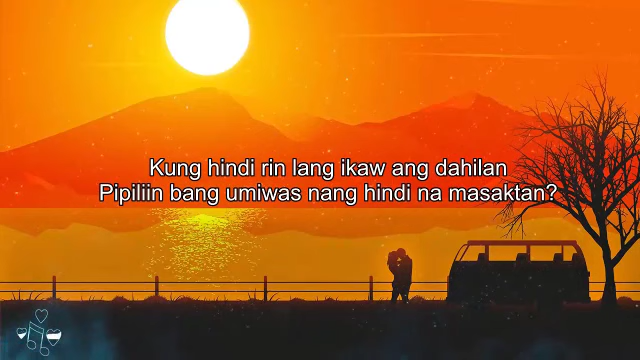 Kung hindi rin lang ikaw ang dahilan
Pipiliin bang umiwas nang hindi na masaktan?